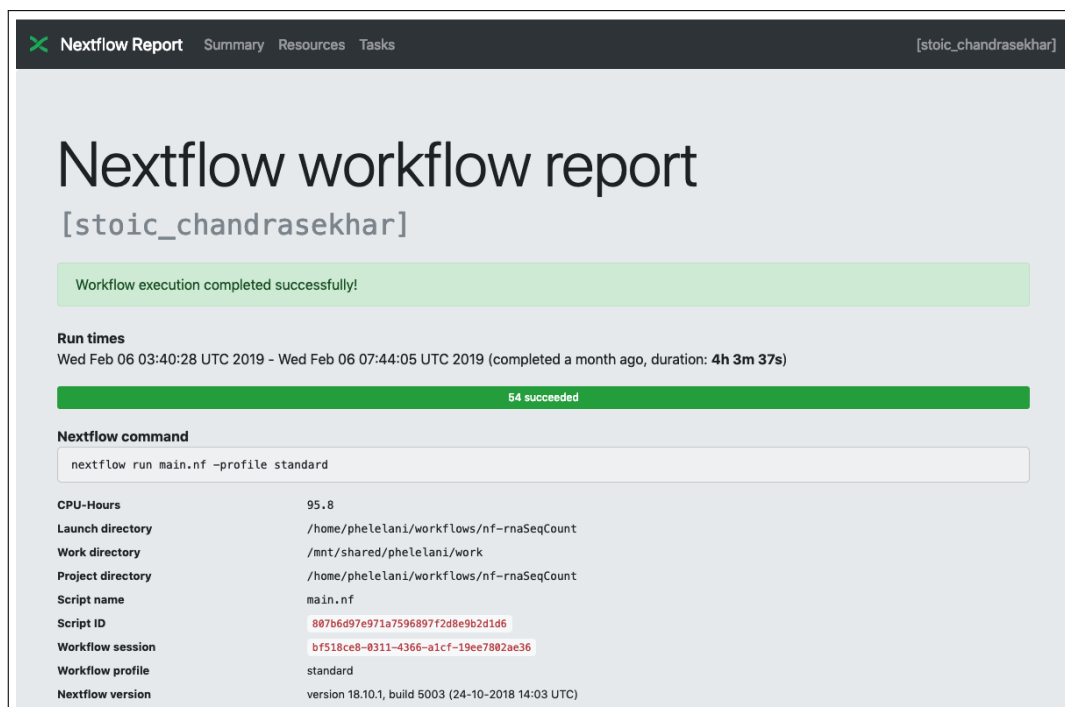 Nextflow Report Summary Resources Tasks [stoic_chandrasekhar]
Nextflow workflow report
[stoic_chandrasekhar]
Workflow execution completed successfully!
Run times
Wed Feb 06 03:40:28 UTC 2019 - Wed Feb 06 07:44:05 UTC 2019 (completed a month ago, duration: 4h 3m 37s)
54 succeeded
Nextflow command
nextflow run main.nf -profile standard
CPU-Hours 95.8
Launch directory /home/phelelani/workflows/nf-rnaSeqCount
Work directory /mnt/shared/phelelani/work
Project directory /home/phelelani/workflows/nf-rnaSeqCount
Script name main.nf
Script ID 807b6d97e971a7596897f2d8e9b2d1d6
Workflow session bf518ce8-0311-4366-a1cf-19ee7802ae36
Workflow profile standard
Nextflow version version 18.10.1, build 5003 (24-10-2018 14:03 UTC)